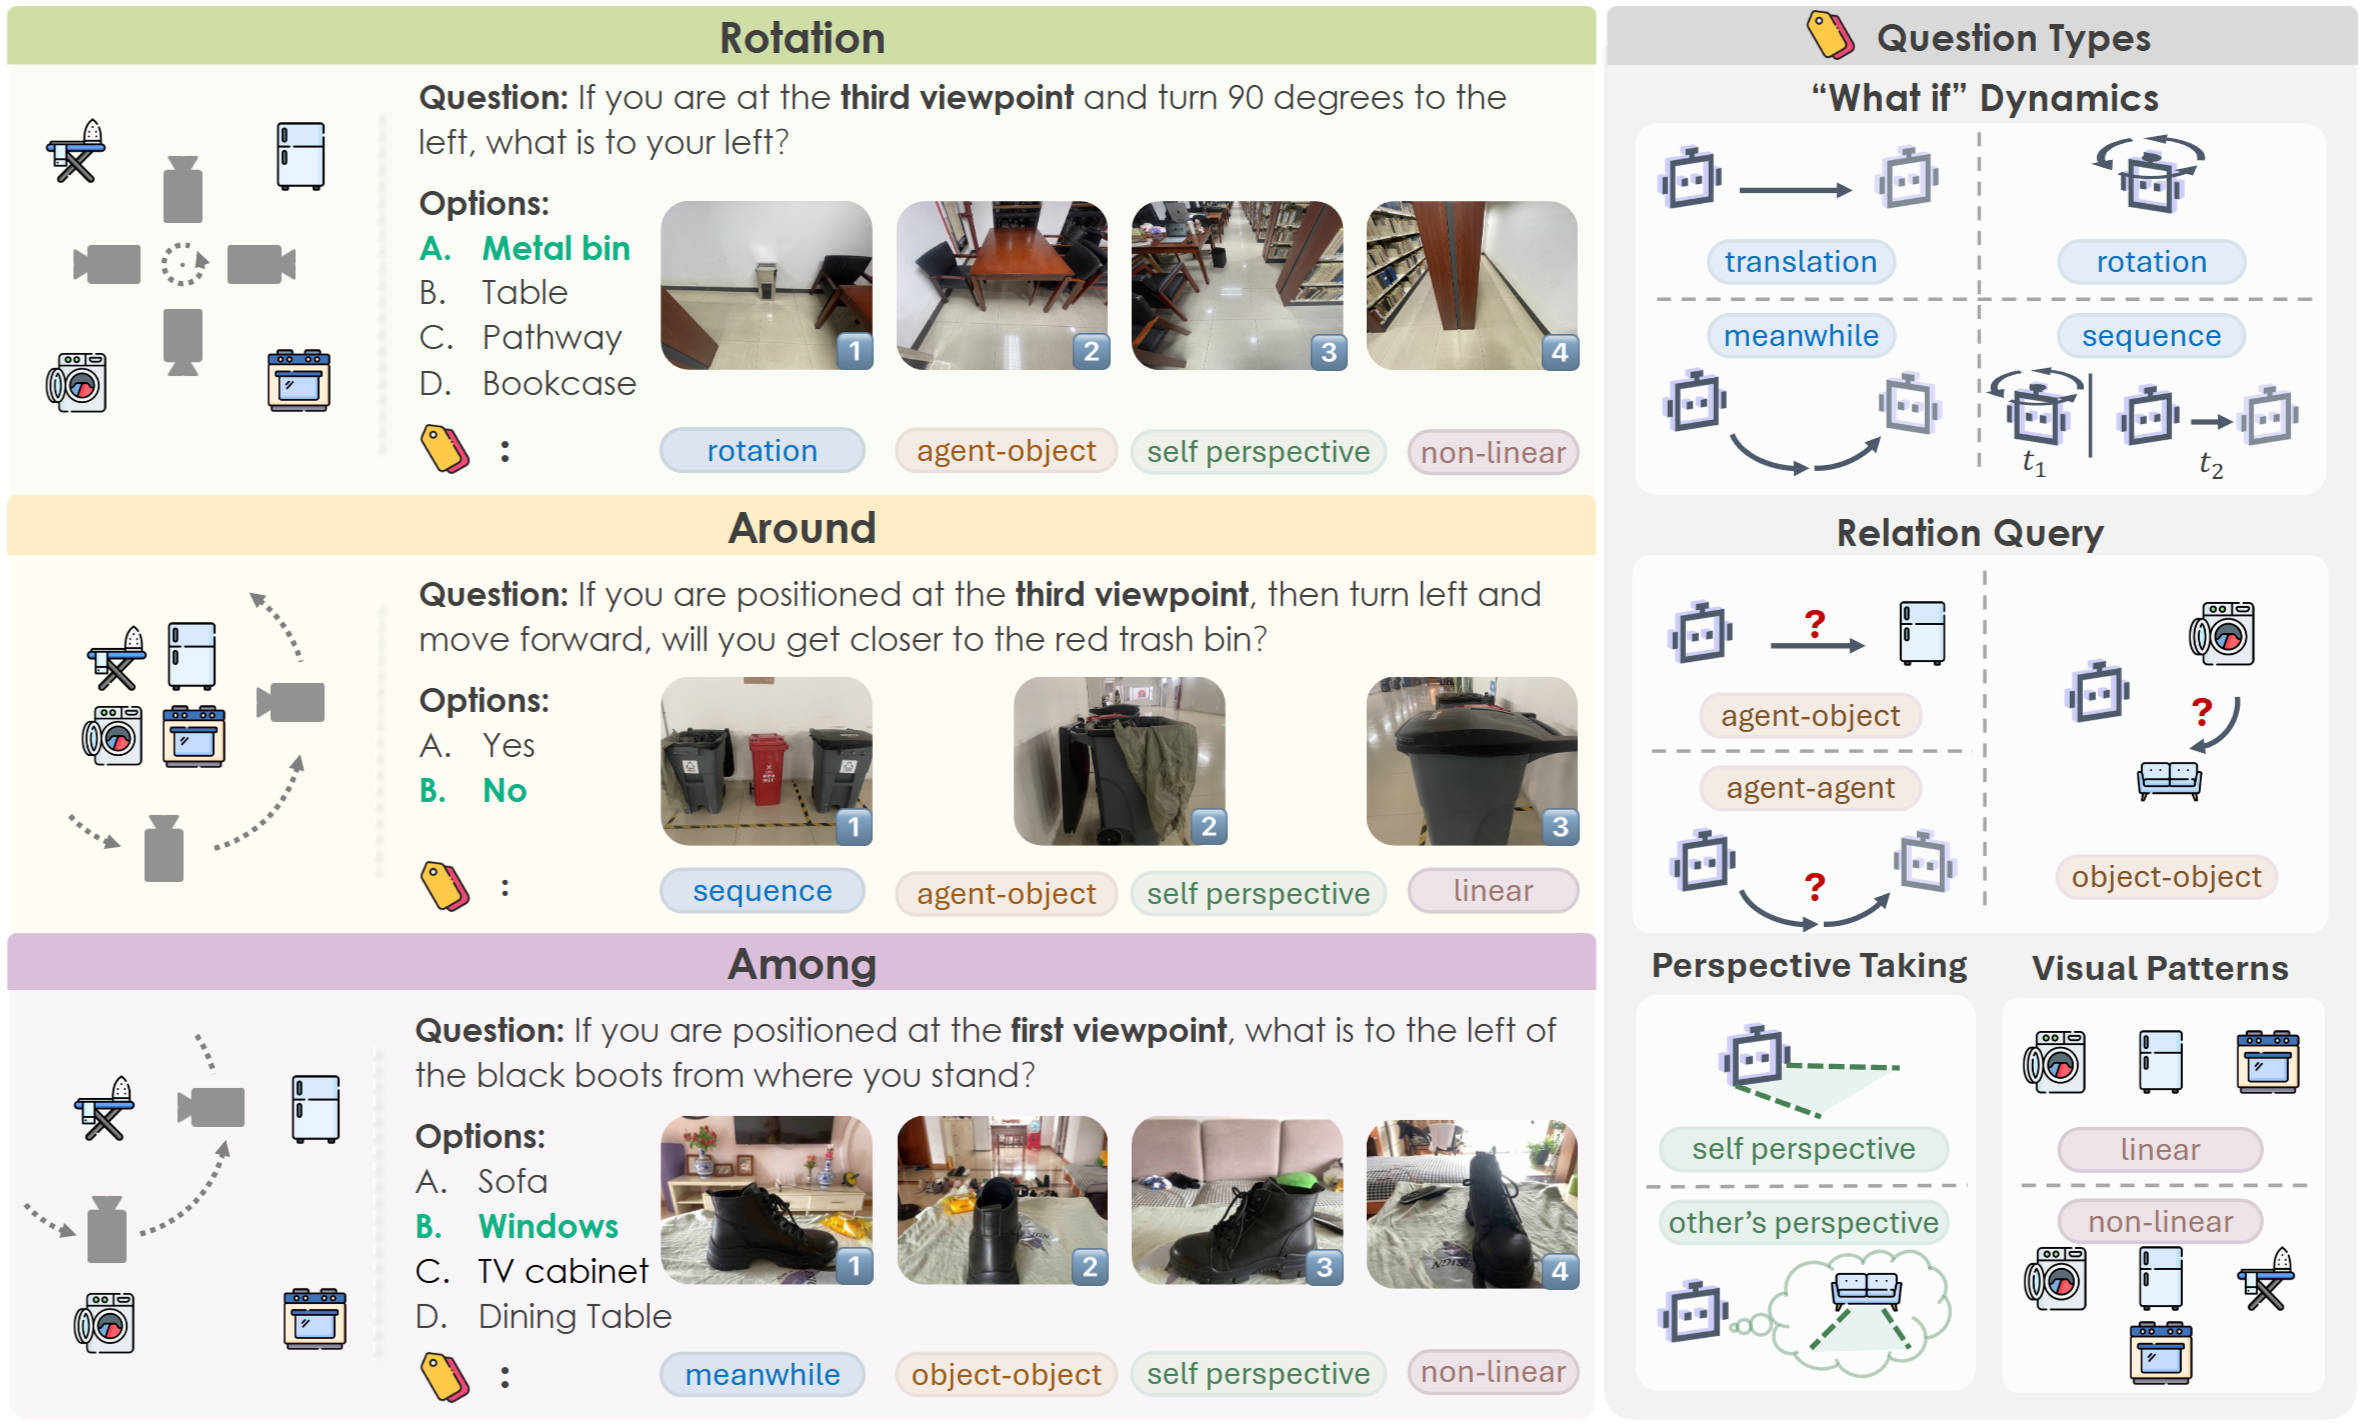 Rotation
Question: If you are at the third viewpoint and turn 90 degrees to the
left, what is to your left?
Options:
A. Metal bin
B. Table
C. Pathway
D. Bookcase
1
2
3
4
:
rotation
agent-object
self perspective
non-linear
Around
Question: If you are positioned at the third viewpoint, then turn left and
move forward, will you get closer to the red trash bin?
Options:
A. Yes
B. No
1
2
3
:
sequence
agent-object
self perspective
linear
Among
Question: If you are positioned at the first viewpoint, what is to the left of
the black boots from where you stand?
Options:
A. Sofa
B. Windows
C. TV cabinet
D. Dining Table
1
2
3
4
:
meanwhile
object-object
self perspective
non-linear
Question Types
“What if” Dynamics
translation
rotation
meanwhile
sequence
t1
t2
Relation Query
?
agent-object
agent-agent
?
?
object-object
Perspective Taking
self perspective
other’s perspective
Visual Patterns
linear
non-linear